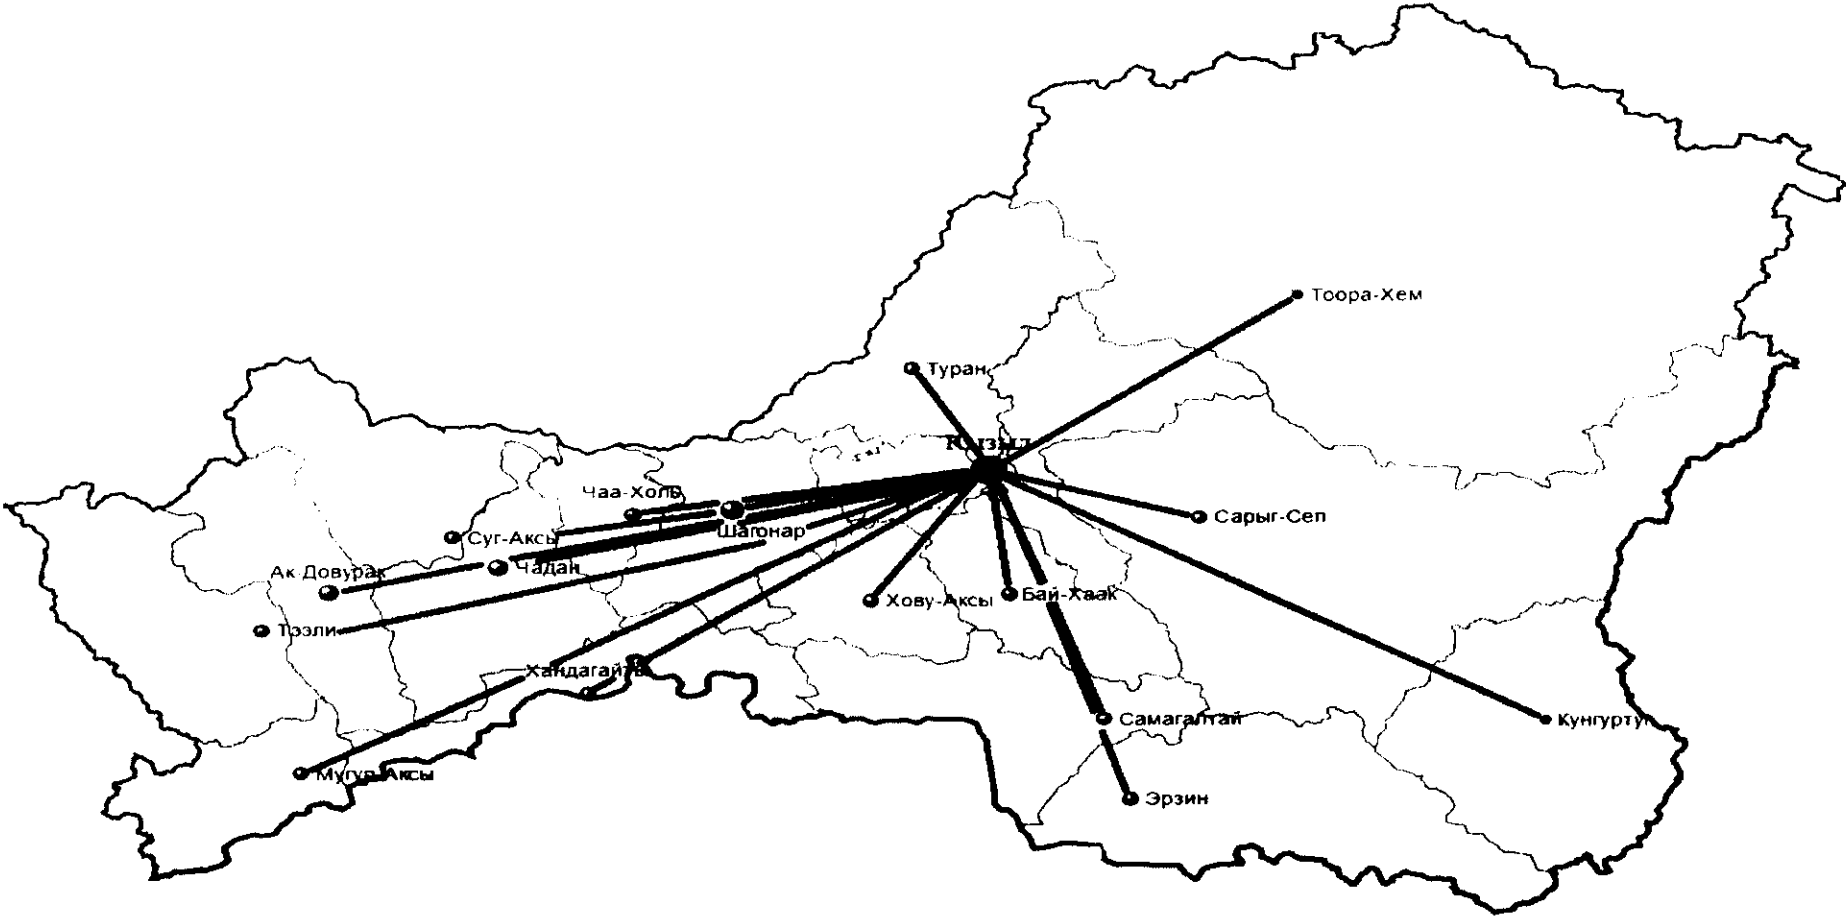 Тоора-Хем
Туран
Кызыл
Чаа-Холь
Сарыг-Сеп
Шагонар
Суг-Аксы
Чадан
Ак-Довурак
Хову-Аксы
Бай-Хаак
Тээли
Хандагайты
Самагалтай
Кунгуртуг
Мугур-Аксы
Эрзин